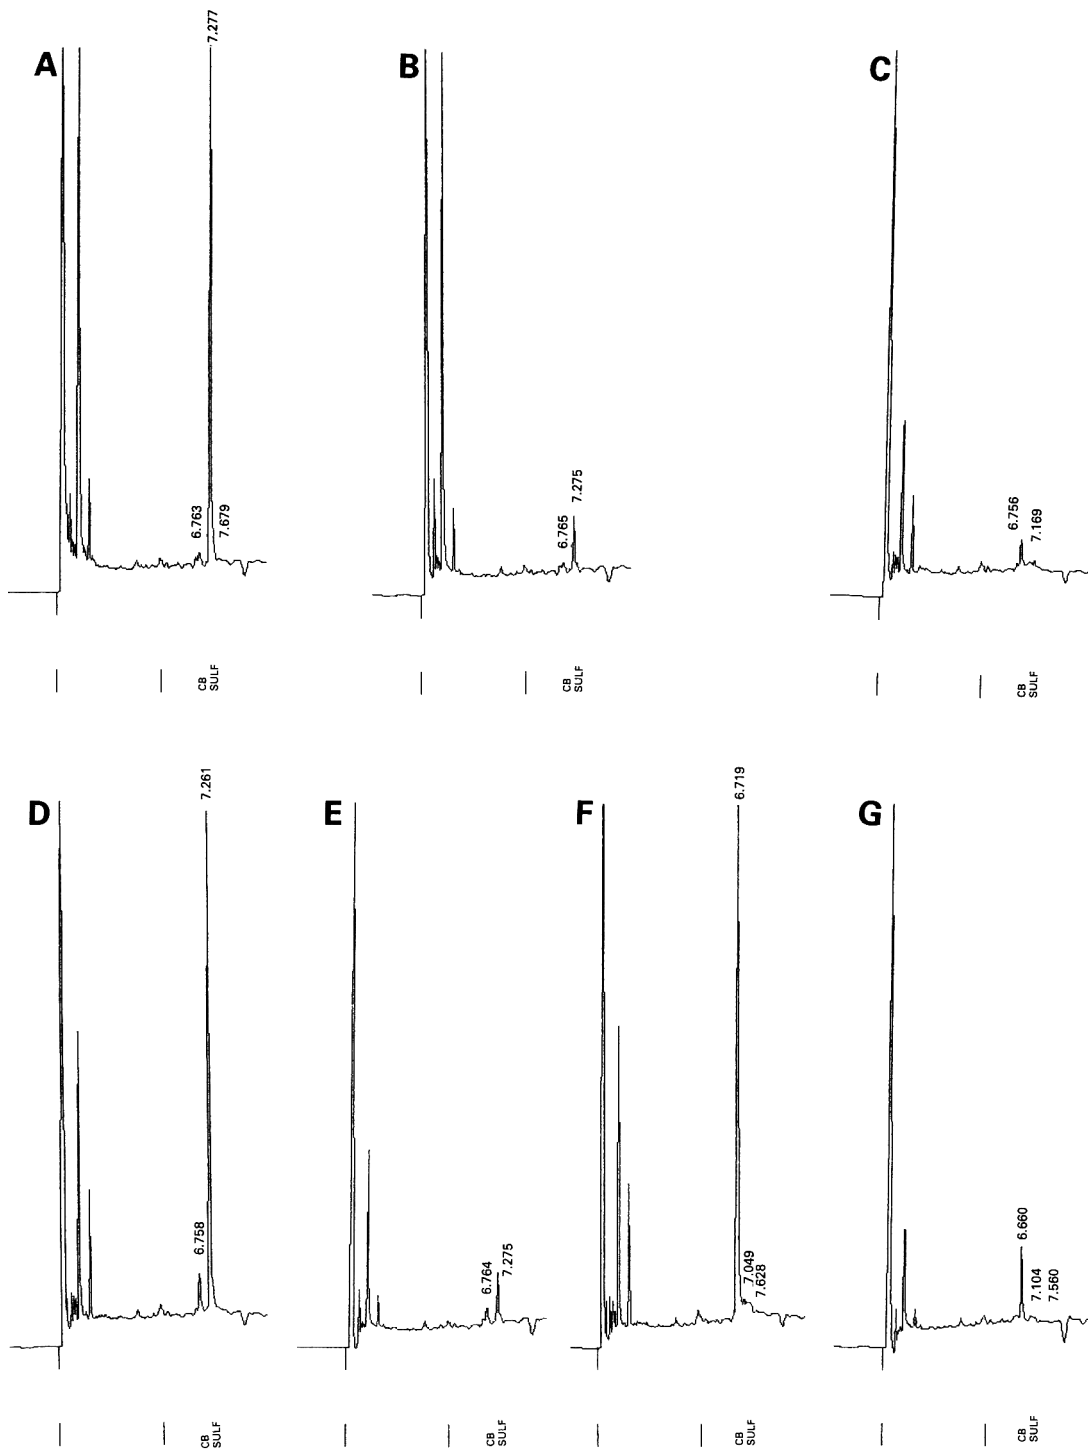 A
7.277
6.763
7.679
CB
SULF
B
7.275
6.765
CB
SULF
C
6.756
7.169
CB
SULF
D
7.261
6.758
CB
SULF
E
6.764
7.275
CB
SULF
F
6.719
7.049
7.628
CB
SULF
G
6.660
7.104
7.560
CB
SULF